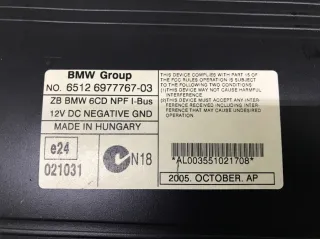 BMW Group
NO. 6512 6977767-03
ZB BMW 6CD NPF I-Bus
12V DC NEGATIVE GND
MADE IN HUNGARY
e24
021031
N18
THIS DEVICE COMPLIES WITH PART 15 OF
THE FCC RULES OPERATION IS SUBJECT
TO THE FOLLOWING TWO CONDITIONS:
(1)THIS DEVICE MAY NOT CAUSE HARMFUL
INTERFERENCE.
(2)THIS DEVICE MUST ACCEPT ANY INTER-
FERENCE RECEIVED, INCLUDING
INTERFERENCE THAT MAY CAUSE
UNDESIRED OPERATION
*AL003551021708*
2005. OCTOBER. AP